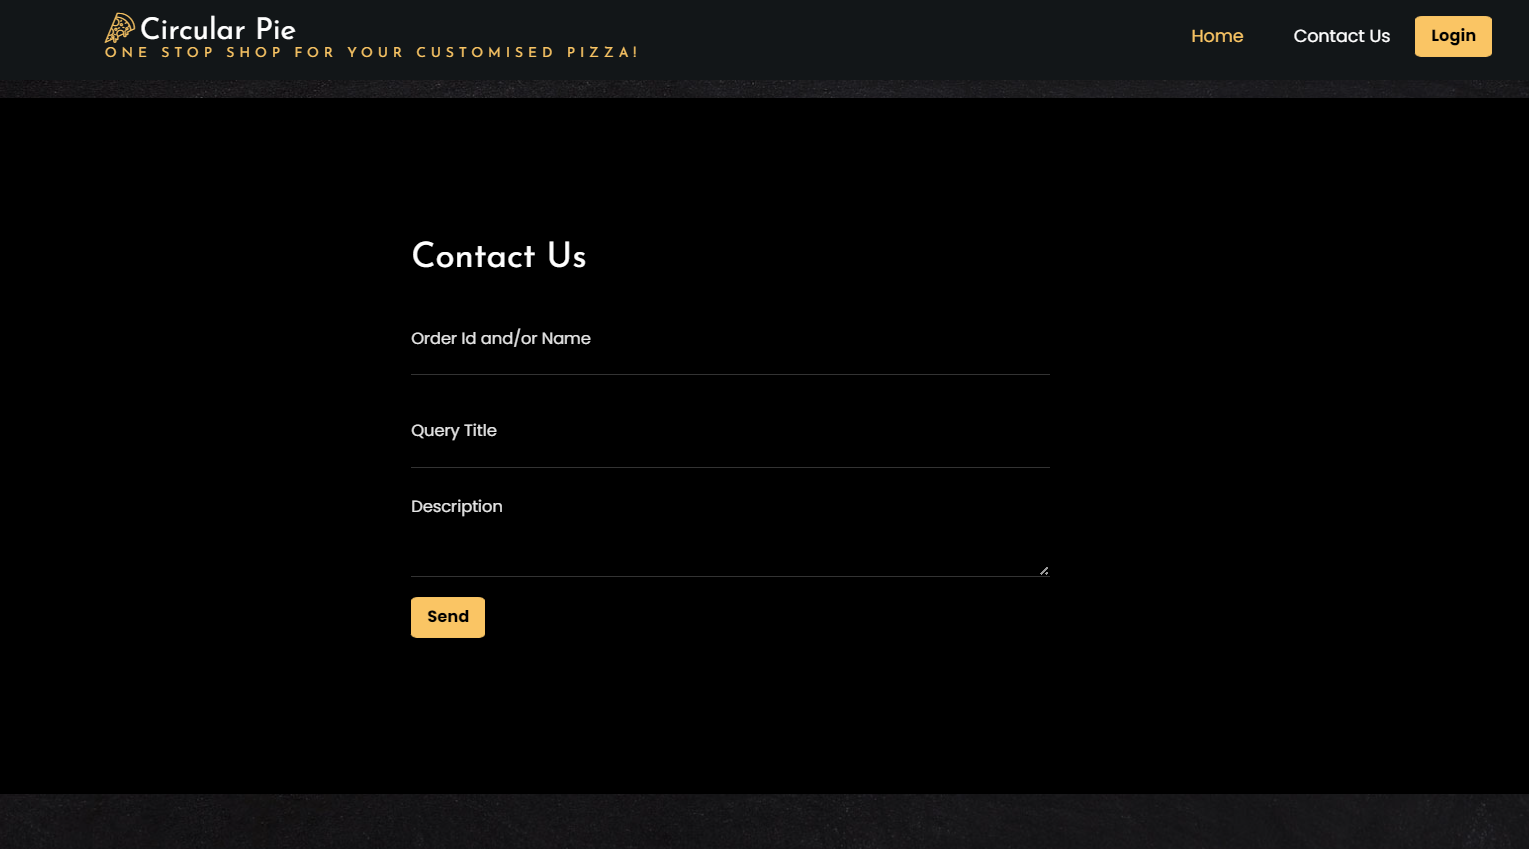 Circular Pie
ONE STOP SHOP FOR YOUR CUSTOMISED PIZZA!
Home
Contact Us
Login
Contact Us
Order Id and/or Name
Query Title
Description
Send